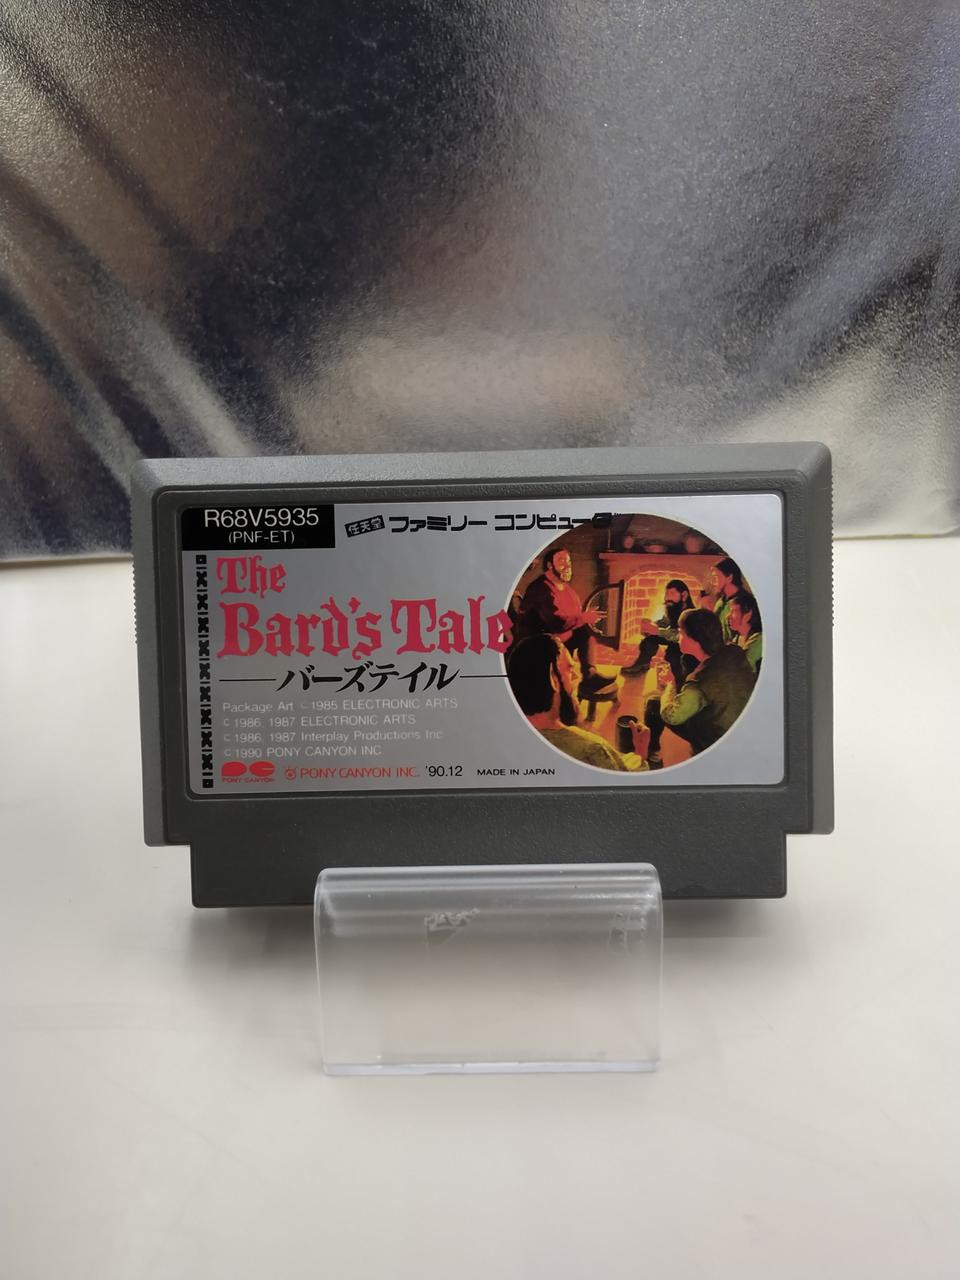 R68V5935
(PNF-ET)
任天堂 ファミリー コンピュータ
The
Bard's Tale
バーズテイル
Package Art © 1985 ELECTRONIC ARTS
© 1986, 1987 ELECTRONIC ARTS
© 1986, 1987 Interplay Productions Inc.
© 1990 PONY CANYON INC.
PONY CANYON
PONY CANYON INC. '90.12 MADE IN JAPAN